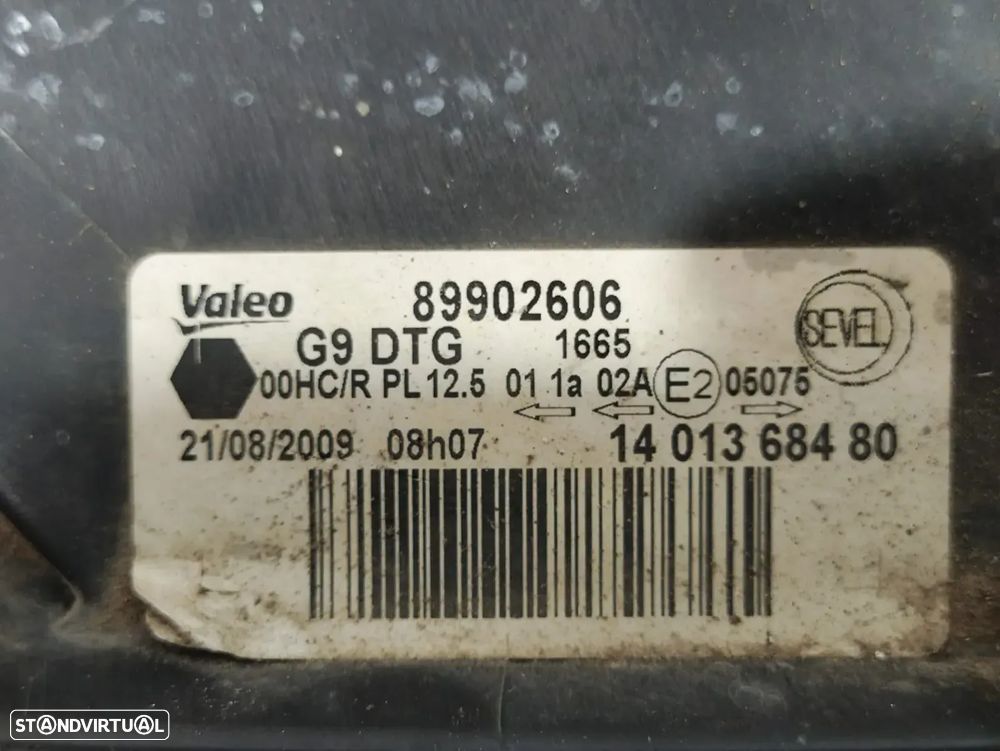 Valeo 89902606
SEVEL
G9 DTG 1665
00HC/R PL 12.5 01 1a 02A E2 05075
21/08/2009 08h07 14 013 684 80
STANDVIRTUAL